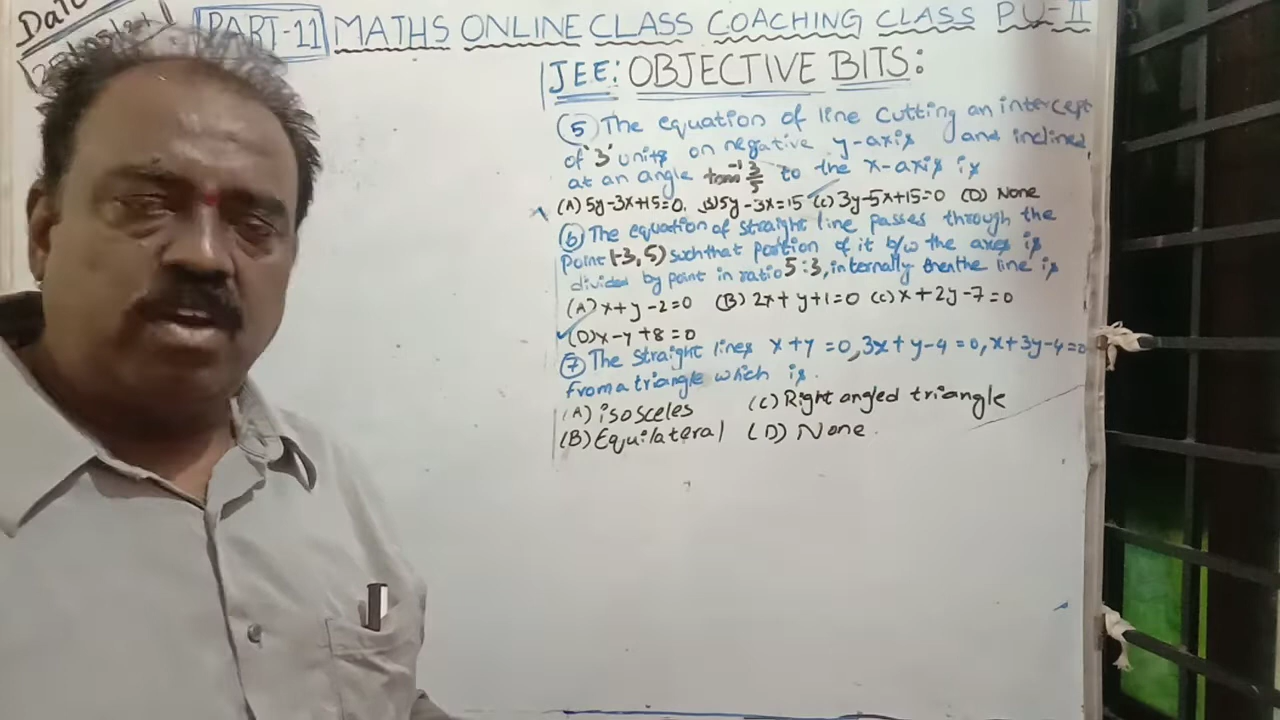 Date
PART-11 MATHS ONLINE CLASS COACHING CLASS P.U-II
JEE: OBJECTIVE BITS:
(5) The equation of line cutting an intercept
of '3' units on negative y-axis and inclined
at an angle tan⁻¹ 3/5 to the x-axis is
(A) 5y-3x+15=0. (B) 5y-3x=15 (C) 3y-5x+15=0 (D) None
(6) The equation of straight line passes through the
point (-3, 5) such that portion of it b/w the axes is
divided by point in ratio 5:3, internally then the line is
(A) x+y-2=0 (B) 2x+y+1=0 (C) x+2y-7=0
(D) x-y+8=0
(7) The straight lines x+y=0, 3x+y-4=0, x+3y-4=0
from a triangle which is.
(A) isosceles (C) Right angled triangle
(B) Equilateral (D) None.